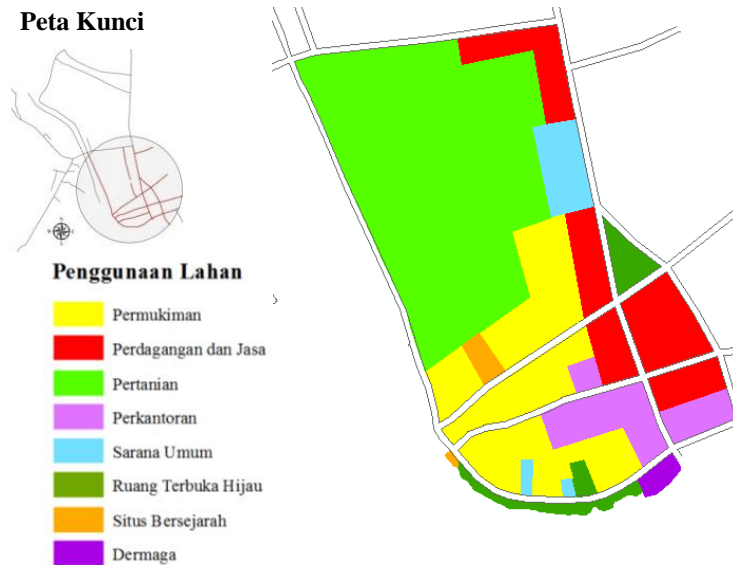 Peta Kunci
Penggunaan Lahan
Permukiman
Perdagangan dan Jasa
Pertanian
Perkantoran
Sarana Umum
Ruang Terbuka Hijau
Situs Bersejarah
Dermaga